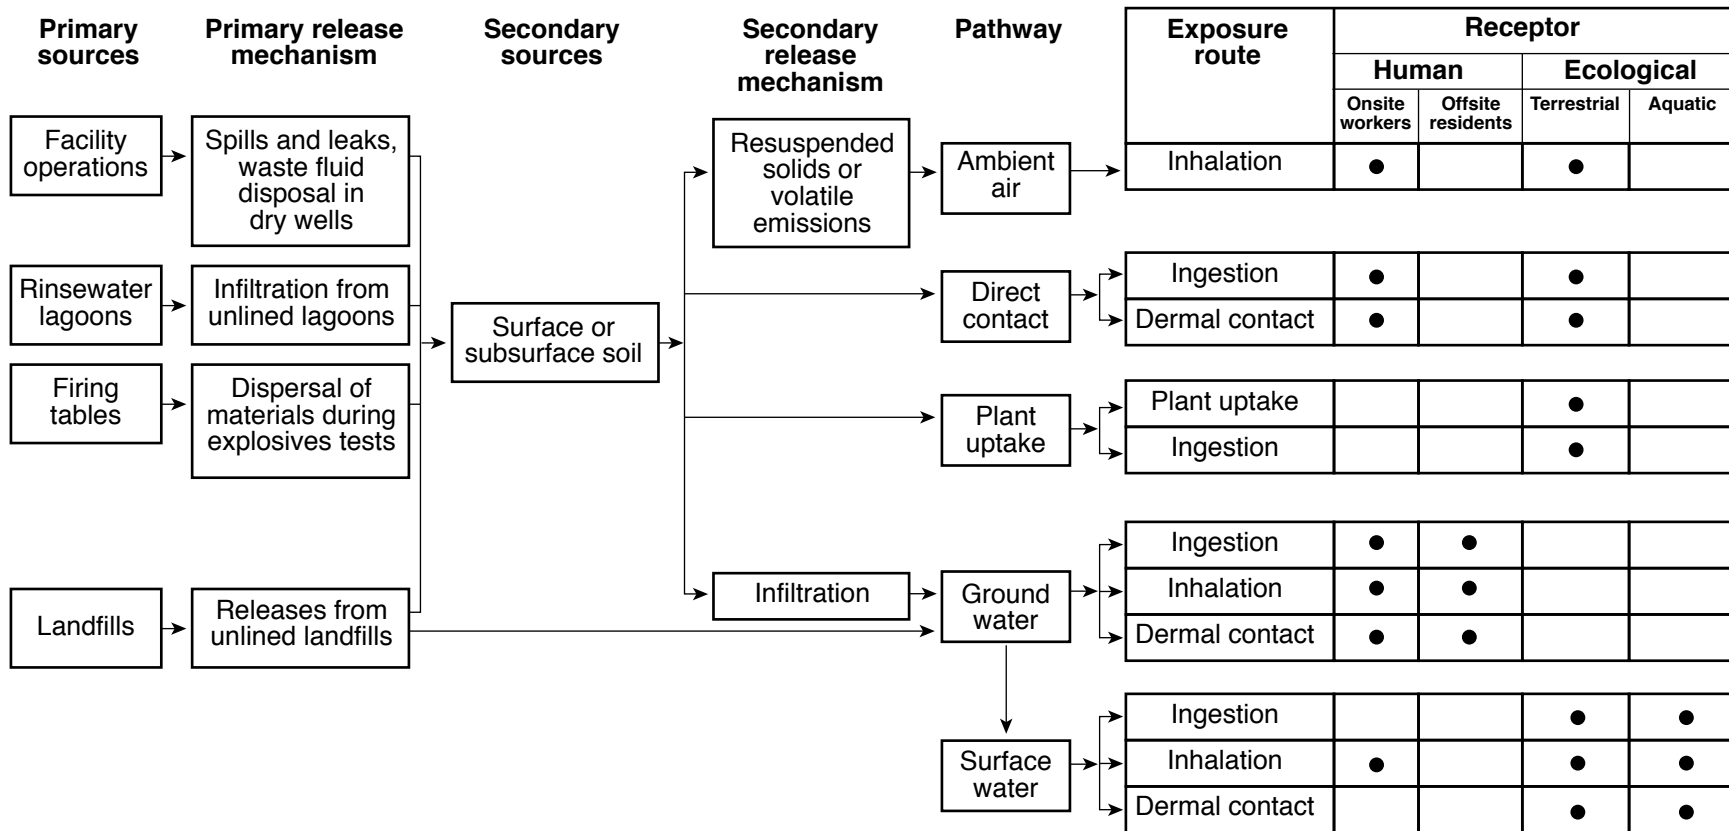 Primary
sources
Primary release
mechanism
Secondary
sources
Secondary
release
mechanism
Pathway
Exposure
route
Receptor
Human
Ecological
Onsite
workers
Offsite
residents
Terrestrial
Aquatic
Facility
operations
Spills and leaks,
waste fluid
disposal in
dry wells
Resuspended
solids or
volatile
emissions
Ambient
air
Inhalation
Rinsewater
lagoons
Infiltration from
unlined lagoons
Surface or
subsurface soil
Direct
contact
Ingestion
Dermal contact
Firing
tables
Dispersal of
materials during
explosives tests
Plant
uptake
Plant uptake
Ingestion
Landfills
Releases from
unlined landfills
Infiltration
Ground
water
Ingestion
Inhalation
Dermal contact
Surface
water
Ingestion
Inhalation
Dermal contact